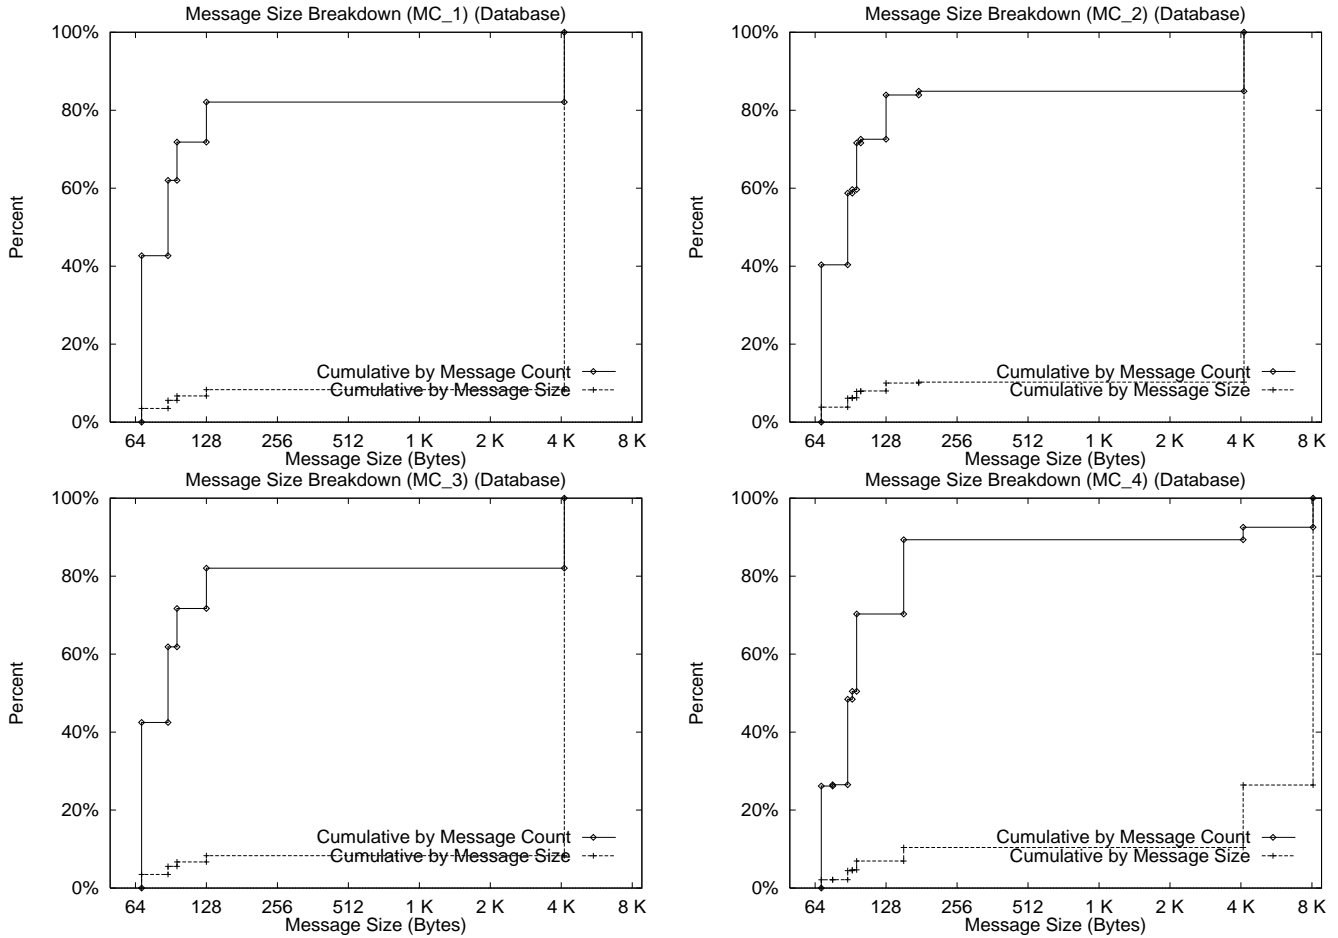 Message Size Breakdown (MC_1) (Database)
100%
80%
60%
40%
20%
0%
Percent
Cumulative by Message Count
Cumulative by Message Size
64 128 256 512 1 K 2 K 4 K 8 K
Message Size (Bytes)
Message Size Breakdown (MC_2) (Database)
100%
80%
60%
40%
20%
0%
Percent
Cumulative by Message Count
Cumulative by Message Size
64 128 256 512 1 K 2 K 4 K 8 K
Message Size (Bytes)
Message Size Breakdown (MC_3) (Database)
100%
80%
60%
40%
20%
0%
Percent
Cumulative by Message Count
Cumulative by Message Size
64 128 256 512 1 K 2 K 4 K 8 K
Message Size (Bytes)
Message Size Breakdown (MC_4) (Database)
100%
80%
60%
40%
20%
0%
Percent
Cumulative by Message Count
Cumulative by Message Size
64 128 256 512 1 K 2 K 4 K 8 K
Message Size (Bytes)